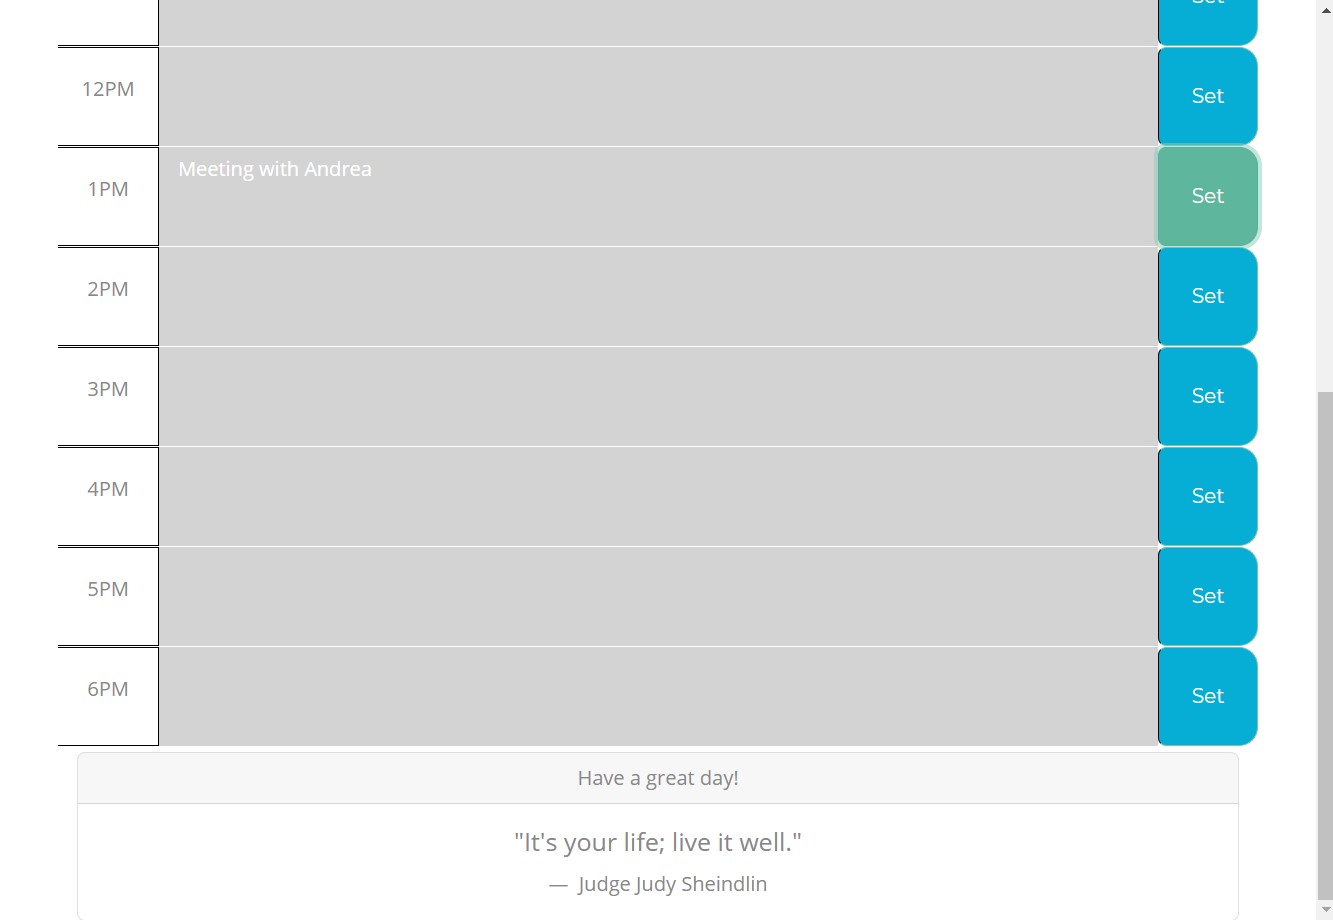 Set
12PM
Set
Meeting with Andrea
1PM
Set
2PM
Set
3PM
Set
4PM
Set
5PM
Set
6PM
Set
Have a great day!
"It's your life; live it well."
— Judge Judy Sheindlin